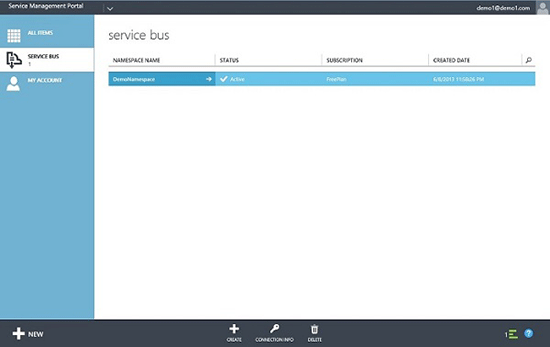 Service Management Portal
demo1@demo1.com
ALL ITEMS
SERVICE BUS
1
MY ACCOUNT
service bus
NAMESPACE NAME STATUS SUBSCRIPTION CREATED DATE
DemoNamespace Active FreePlan 6/8/2013 11:58:26 PM
NEW
CREATE CONNECTION INFO DELETE
1 ?